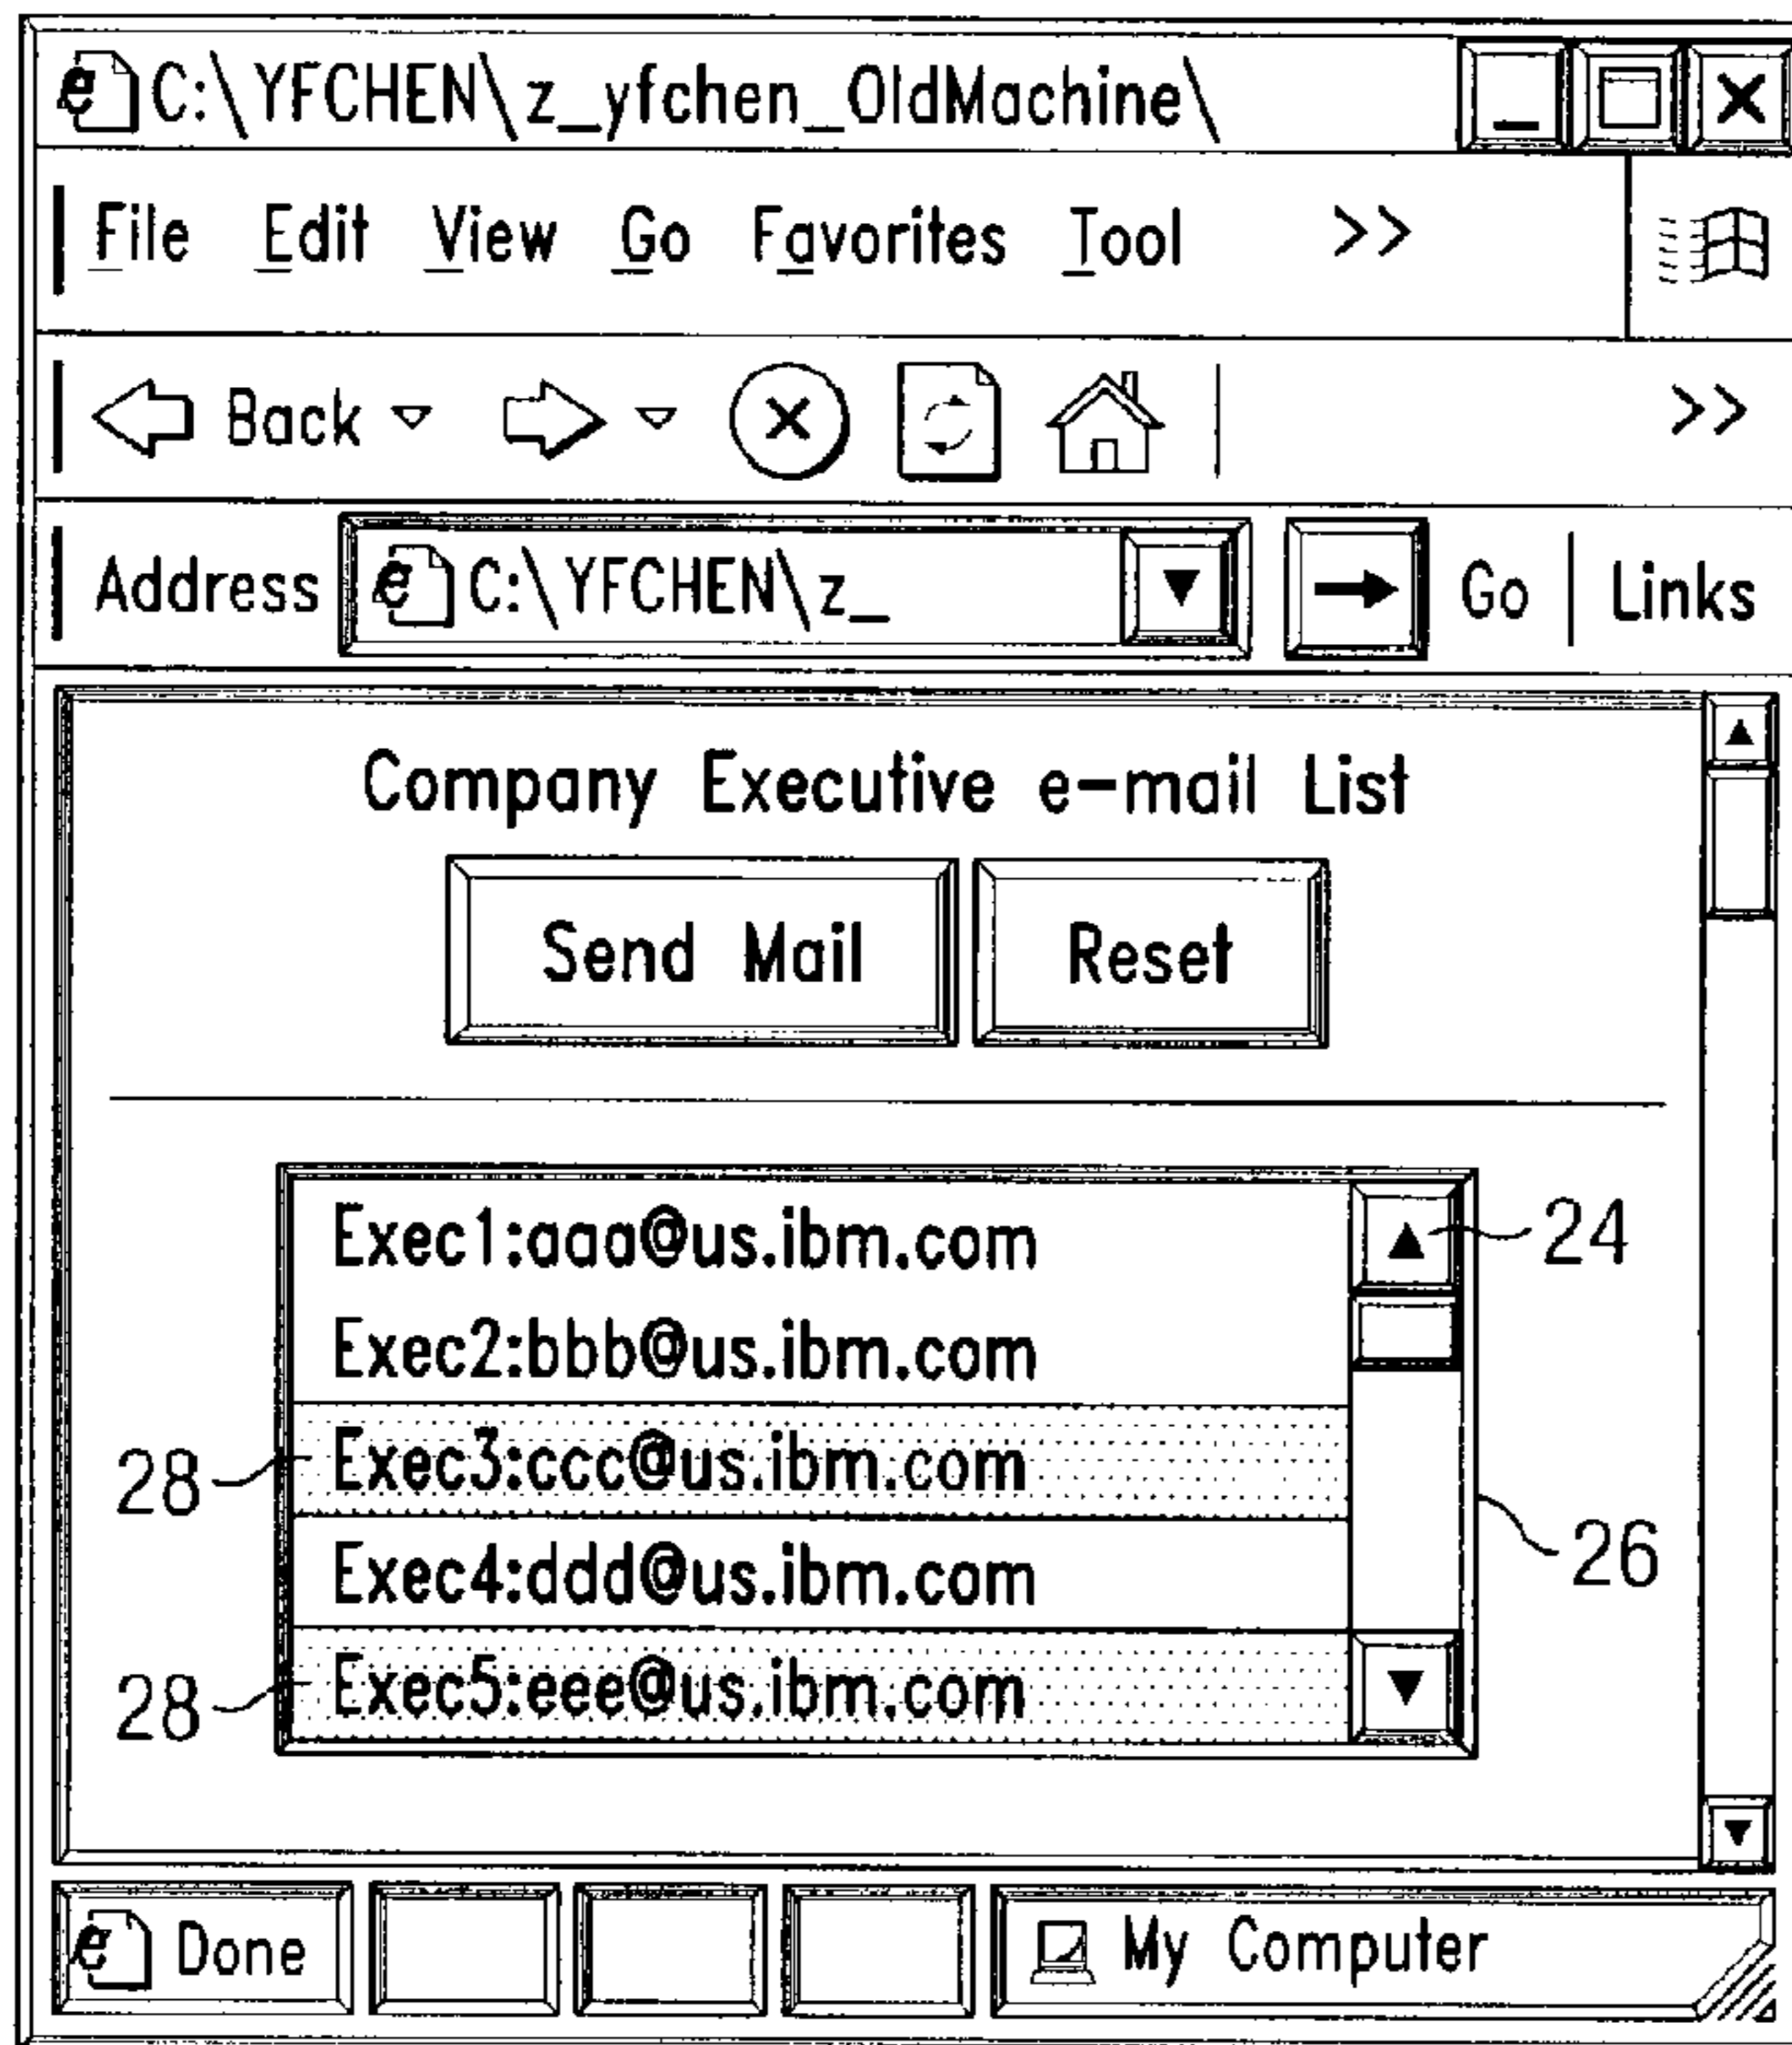 C:\YFCHEN\z_yfchen_OldMachine\
File Edit View Go Favorites Tool >>
Back >>
Address C:\YFCHEN\z_ Go Links
Company Executive e-mail List
Send Mail Reset
Exec1:aaa@us.ibm.com 24
Exec2:bbb@us.ibm.com
28 Exec3:ccc@us.ibm.com
Exec4:ddd@us.ibm.com 26
28 Exec5:eee@us.ibm.com
Done My Computer